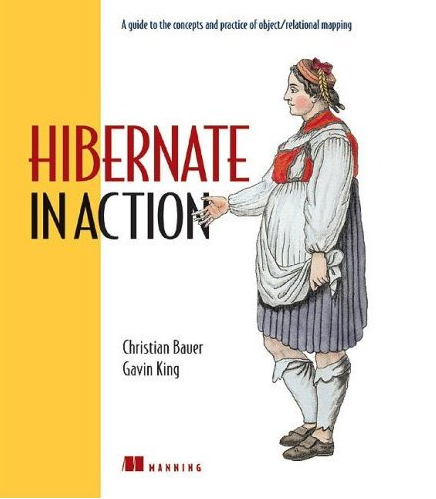 A guide to the concepts and practice of object/relational mapping
HIBERNATE
IN ACTION
Christian Bauer
Gavin King
MANNING